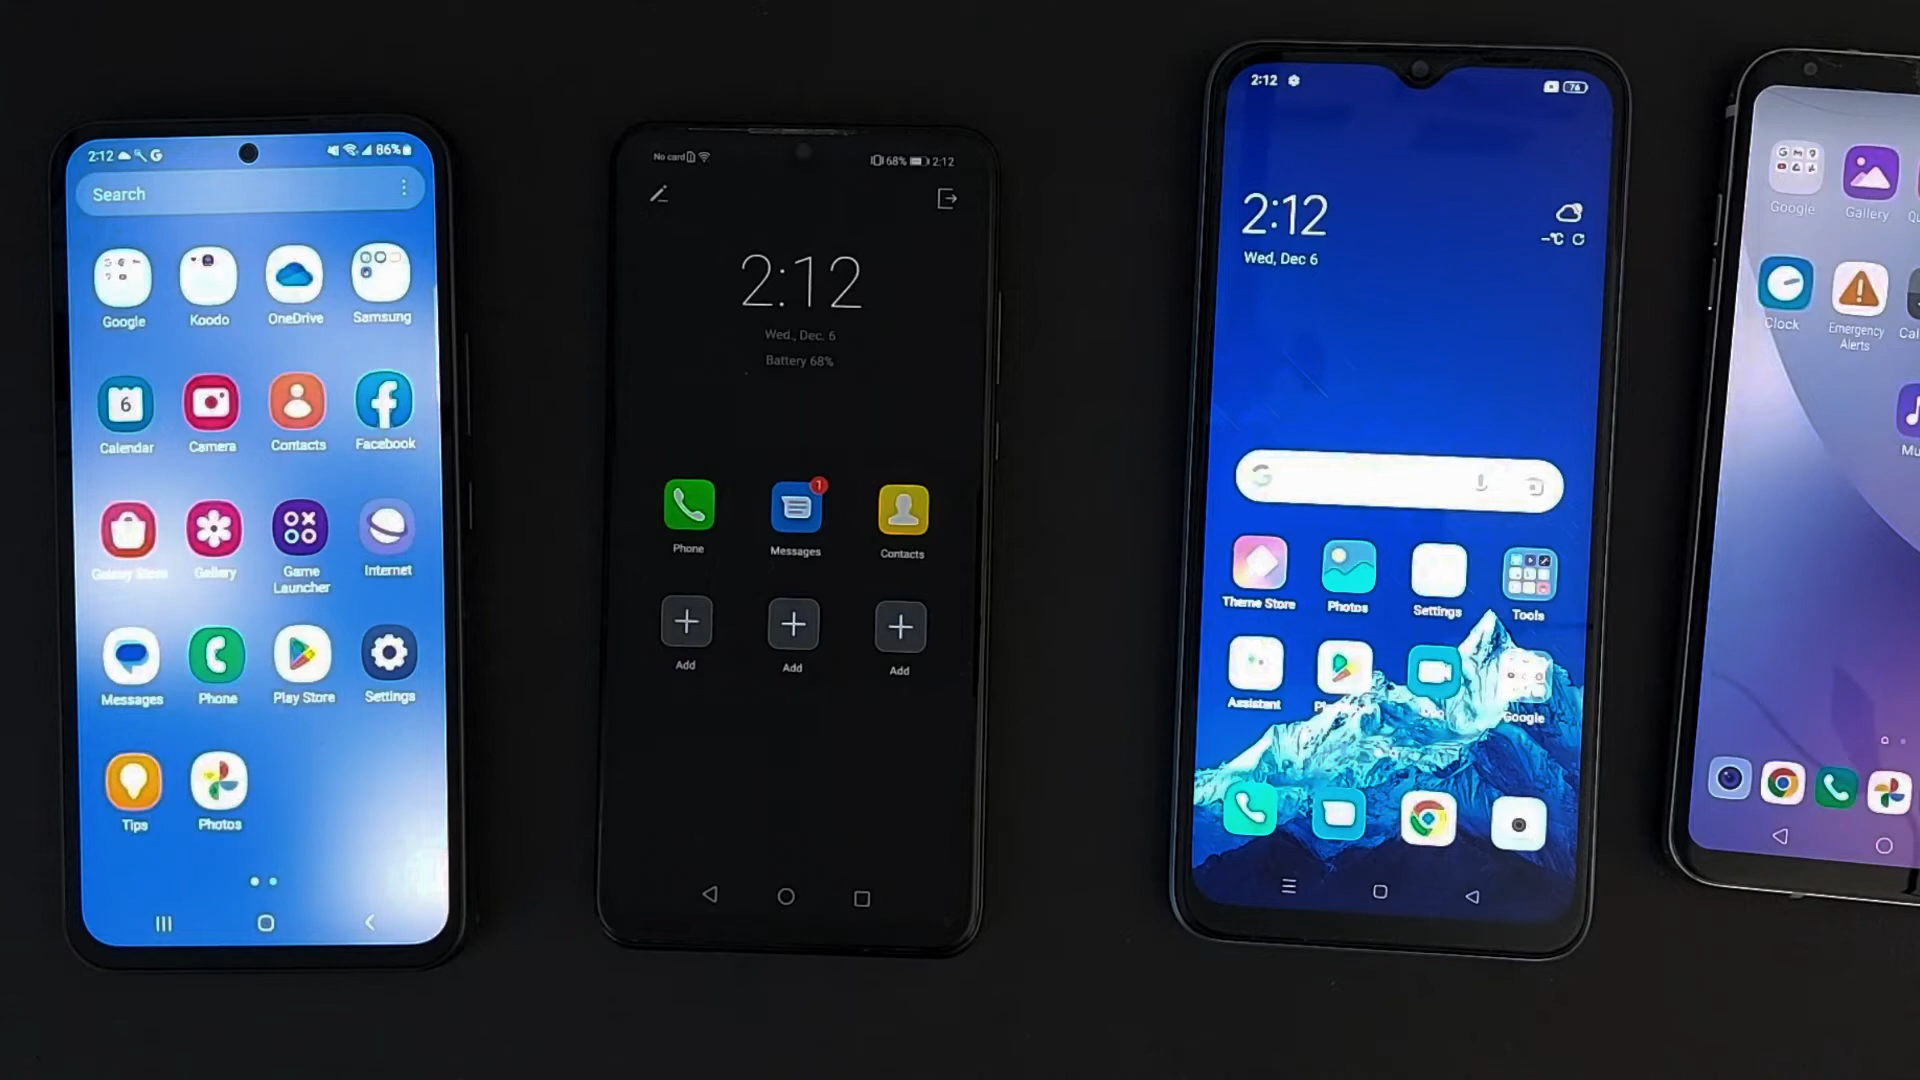 2:12 G 86%
Search
Google Koodo OneDrive Samsung
6
Calendar Camera Contacts Facebook
Galaxy Store Gallery Game Launcher Internet
Messages Phone Play Store Settings
Tips Photos
No card 68% 2:12
2:12
Wed., Dec. 6
Battery 68%
1
Phone Messages Contacts
Add Add Add
2:12 76
2:12
-°C
Wed, Dec 6
G
Theme Store Photos Settings Tools
Assistant Google
Google Gallery
Clock Emergency Alerts